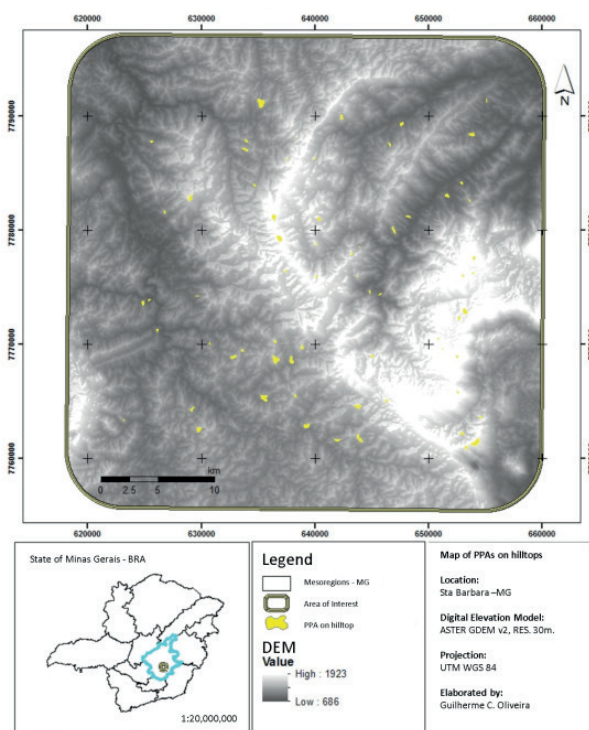 620000 630000 640000 650000 660000
7790000
7780000
7770000
7760000
N
km
0 2.5 5 10
620000 630000 640000 650000 660000
State of Minas Gerais - BRA
1:20,000,000
Legend
Mesoregions - MG
Area of Interest
PPA on hilltop
DEM
Value
High : 1923
Low : 686
Map of PPAs on hilltops
Location:
Sta Barbara –MG
Digital Elevation Model:
ASTER GDEM v2, RES. 30m.
Projection:
UTM WGS 84
Elaborated by:
Guilherme C. Oliveira